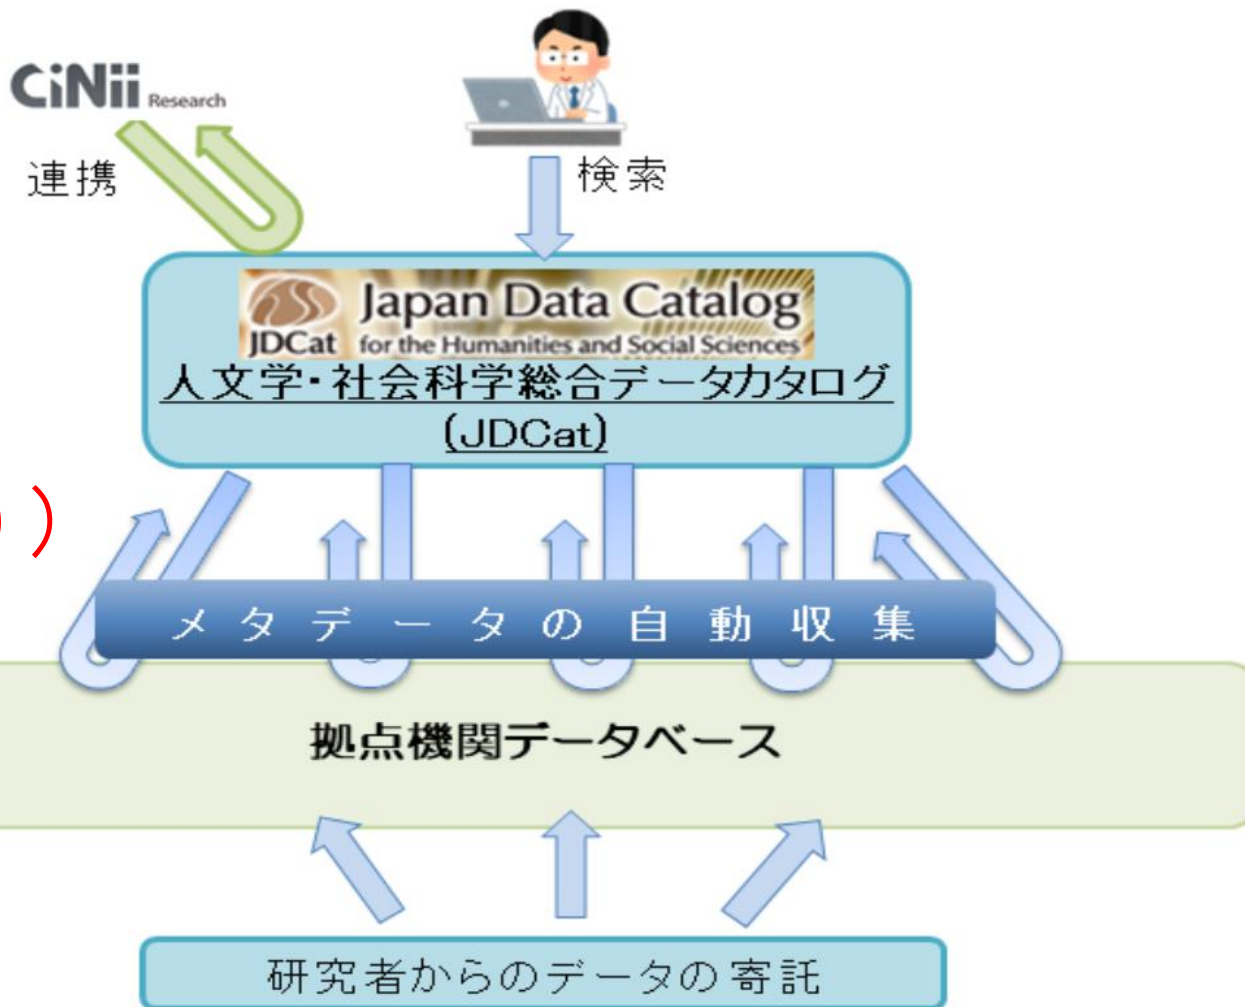 CiNii Research
連携
検索
Japan Data Catalog
JDCat for the Humanities and Social Sciences
人文学・社会科学総合データカタログ
(JDCat)
)
メタデータの自動収集
拠点機関データベース
研究者からのデータの寄託